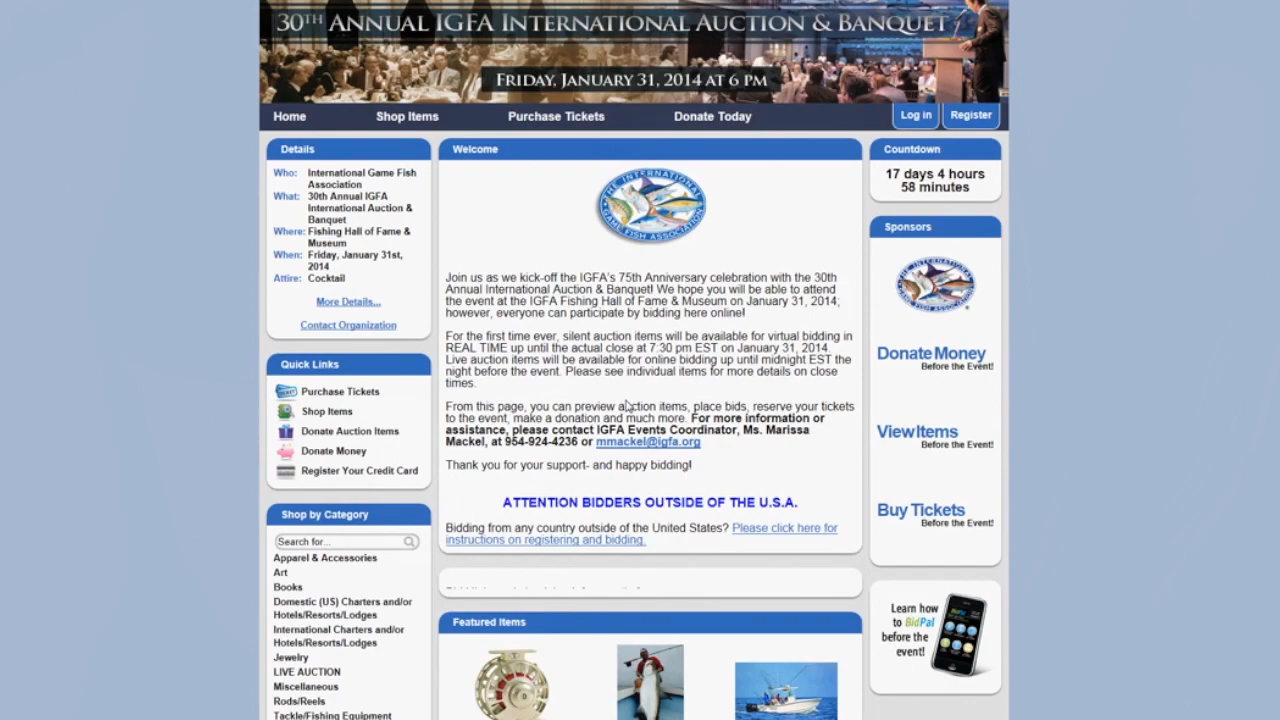 30TH ANNUAL IGFA INTERNATIONAL AUCTION & BANQUET
FRIDAY, JANUARY 31, 2014 AT 6 PM
Home
Shop Items
Purchase Tickets
Donate Today
Log in
Register
Details
Who: International Game Fish
Association
What: 30th Annual IGFA
International Auction &
Banquet
Where: Fishing Hall of Fame &
Museum
When: Friday, January 31st,
2014
Attire: Cocktail
More Details...
Contact Organization
Quick Links
Purchase Tickets
Shop Items
Donate Auction Items
Donate Money
Register Your Credit Card
Shop by Category
Search for...
Apparel & Accessories
Art
Books
Domestic (US) Charters and/or
Hotels/Resorts/Lodges
International Charters and/or
Hotels/Resorts/Lodges
Jewelry
LIVE AUCTION
Miscellaneous
Rods/Reels
Tackle/Fishing Equipment
Welcome
THE INTERNATIONAL
GAME FISH ASSOCIATION
Join us as we kick-off the IGFA's 75th Anniversary celebration with the 30th
Annual International Auction & Banquet! We hope you will be able to attend
the event at the IGFA Fishing Hall of Fame & Museum on January 31, 2014;
however, everyone can participate by bidding here online!
For the first time ever, silent auction items will be available for virtual bidding in
REAL TIME up until the actual close at 7:30 pm EST on January 31, 2014.
Live auction items will be available for online bidding up until midnight EST the
night before the event. Please see individual items for more details on close
times.
From this page, you can preview auction items, place bids, reserve your tickets
to the event, make a donation and much more. For more information or
assistance, please contact IGFA Events Coordinator, Ms. Marissa
Mackel, at 954-924-4236 or mmackel@igfa.org
Thank you for your support- and happy bidding!
ATTENTION BIDDERS OUTSIDE OF THE U.S.A.
Bidding from any country outside of the United States? Please click here for
instructions on registering and bidding.
Featured Items
Countdown
17 days 4 hours
58 minutes
Sponsors
THE INTERNATIONAL
GAME FISH ASSOCIATION
Donate Money
Before the Event!
View Items
Before the Event!
Buy Tickets
Before the Event!
Learn how
to BidPal
before the
event!